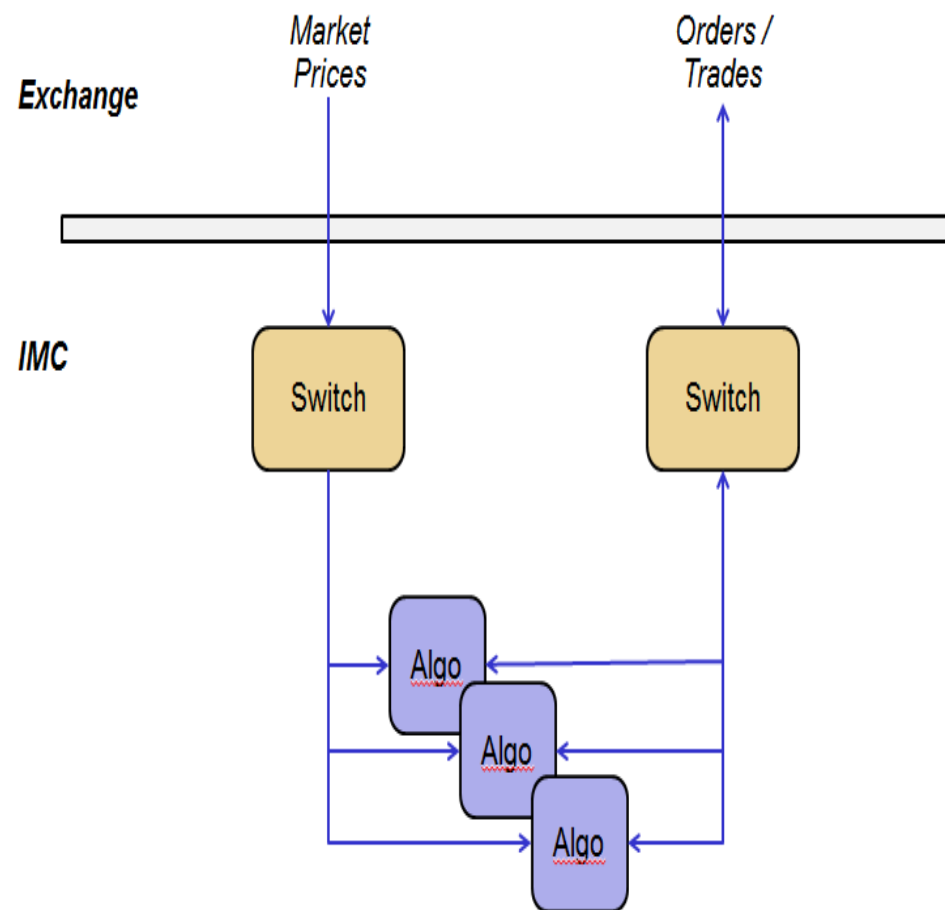 Market
Prices
Orders /
Trades
Exchange
IMC
Switch
Switch
Algo
Algo
Algo